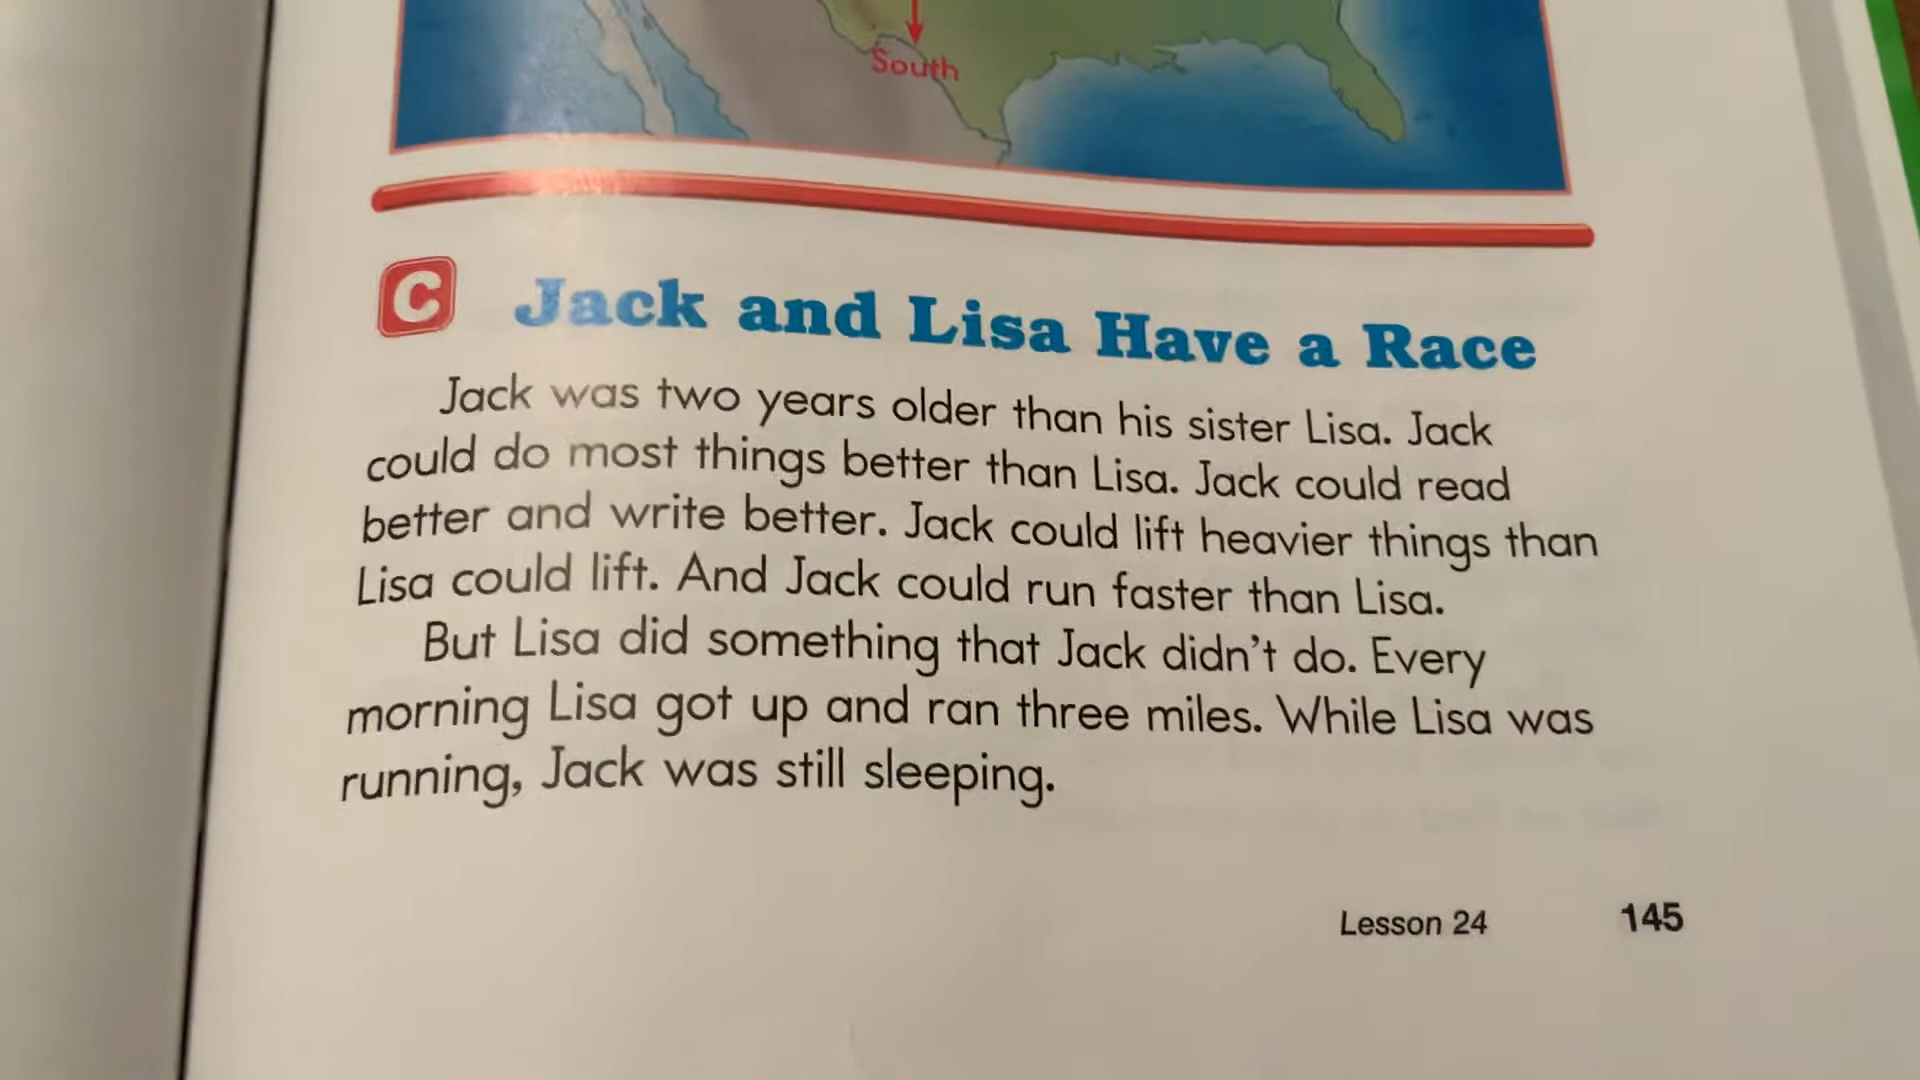 South
C Jack and Lisa Have a Race
Jack was two years older than his sister Lisa. Jack
could do most things better than Lisa. Jack could read
better and write better. Jack could lift heavier things than
Lisa could lift. And Jack could run faster than Lisa.
But Lisa did something that Jack didn't do. Every
morning Lisa got up and ran three miles. While Lisa was
running, Jack was still sleeping.
Lesson 24 145